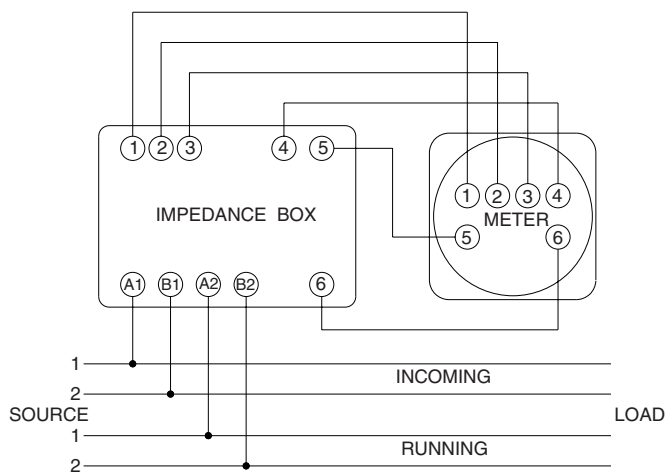 1 2 3 4 5
IMPEDANCE BOX
1 2 3 4
METER
5 6
A1 B1 A2 B2 6
1
INCOMING
2
SOURCE LOAD
1
RUNNING
2